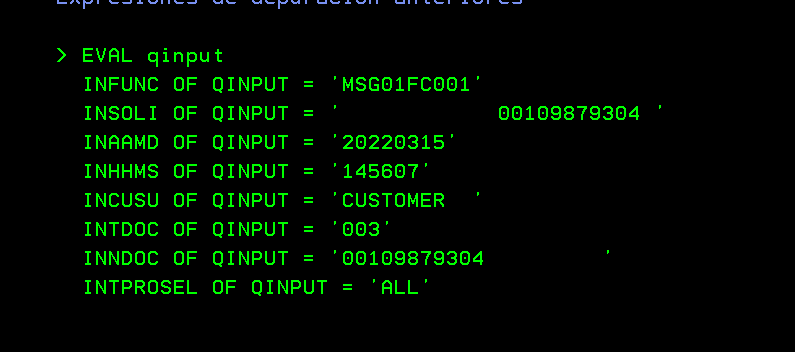 Expresiones de depuración anteriores
> EVAL qinput
INFUNC OF QINPUT = 'MSG01FC001'
INSOLI OF QINPUT = '                00109879304 '
INAAMD OF QINPUT = '20220315'
INHHMS OF QINPUT = '145607'
INCUSU OF QINPUT = 'CUSTOMER  '
INTDOC OF QINPUT = '003'
INNDOC OF QINPUT = '00109879304            '
INTPROSEL OF QINPUT = 'ALL'